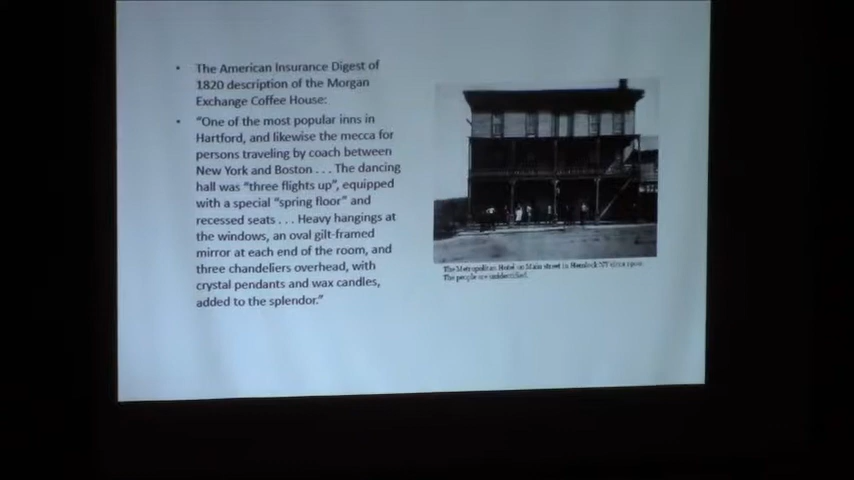 • The American Insurance Digest of
1820 description of the Morgan
Exchange Coffee House:
• “One of the most popular inns in
Hartford, and likewise the mecca for
persons traveling by coach between
New York and Boston . . . The dancing
hall was “three flights up”, equipped
with a special “spring floor” and
recessed seats . . . Heavy hangings at
the windows, an oval gilt-framed
mirror at each end of the room, and
three chandeliers overhead, with
crystal pendants and wax candles,
added to the splendor.”
The Metropolitan Hotel on Main street in Hemlock NY circa
The people are unidentified.